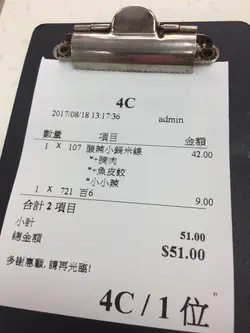 4C
2017/08/18 13:17:36 admin
數量 項目 金額
1 x 107 酸辣小鍋米線 42.00
*+腩肉
*+魚皮餃
*小小辣
1 x 721 百6 9.00
合計 2 項目
小計 51.00
總金額 $51.00
多謝惠顧,請再光臨!
4C / 1 位